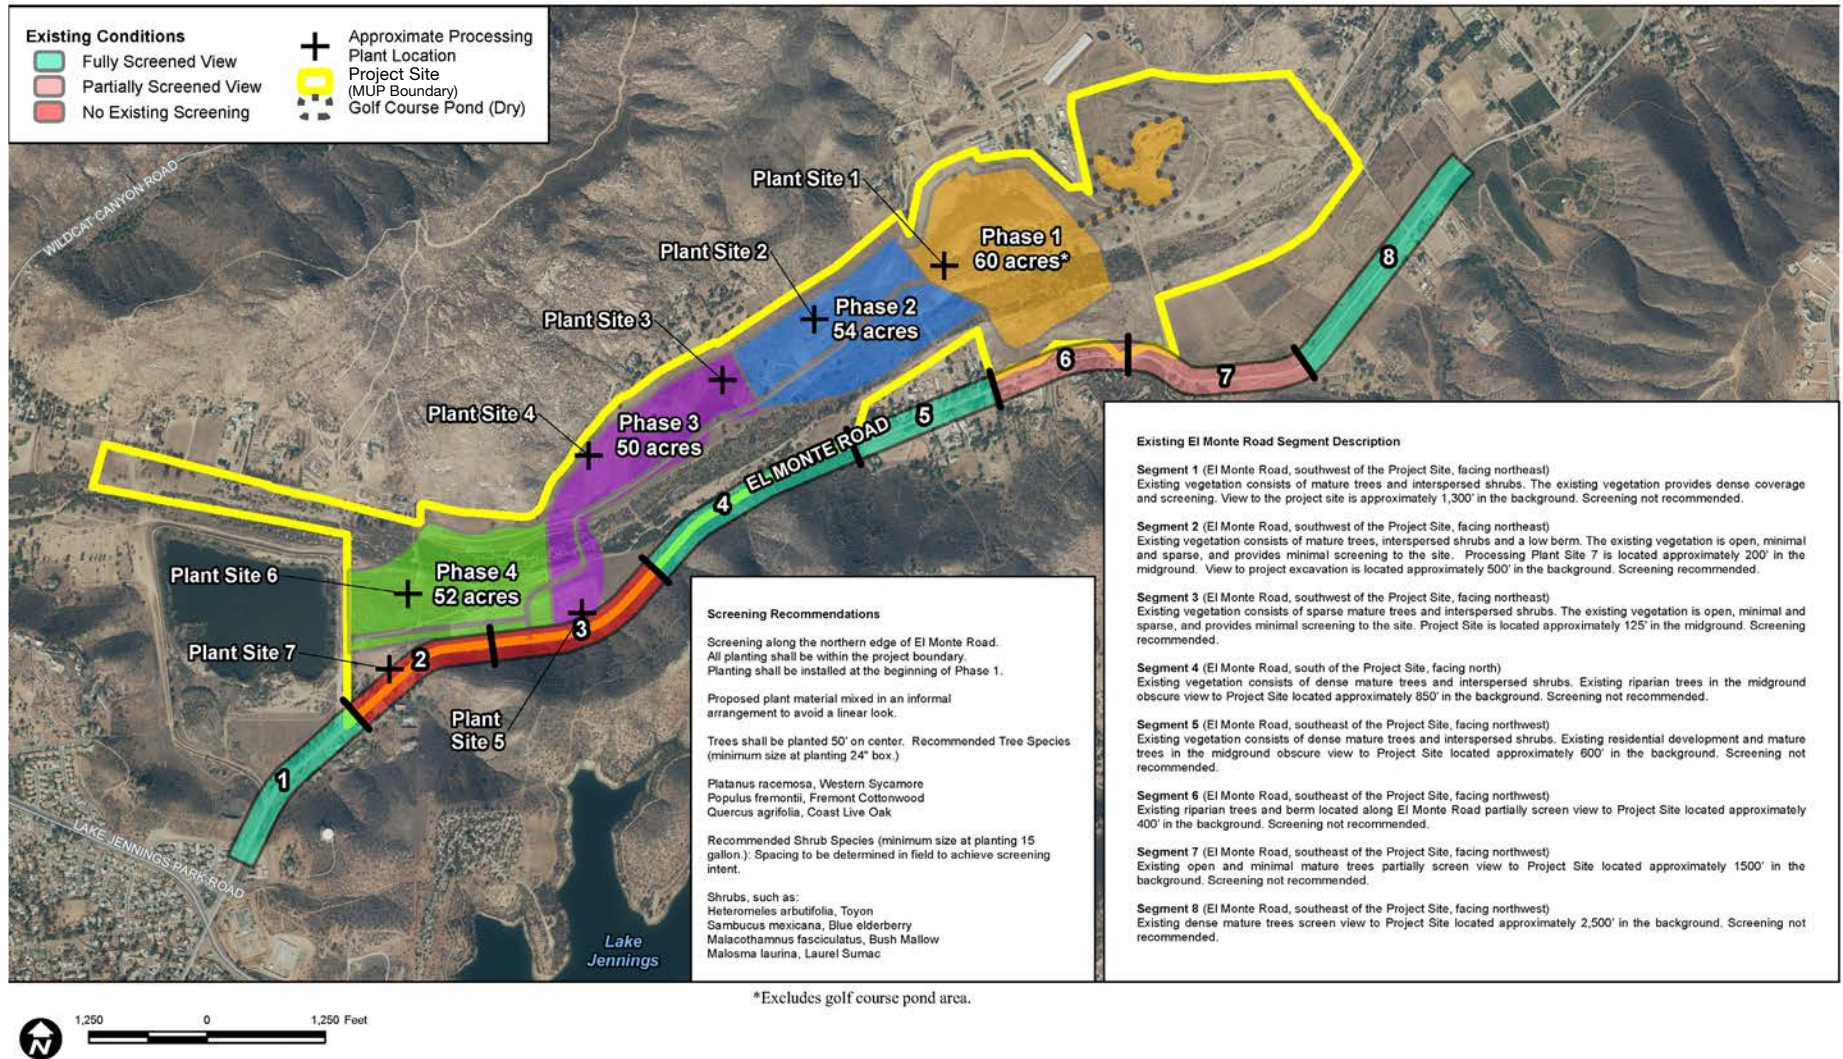 Existing Conditions
Fully Screened View
Partially Screened View
No Existing Screening
Approximate Processing
Plant Location
Project Site
(MUP Boundary)
Golf Course Pond (Dry)
WILDCAT CANYON ROAD
Plant Site 1
Plant Site 2
Plant Site 3
Plant Site 4
Phase 1
60 acres*
Phase 2
54 acres
Phase 3
50 acres
Phase 4
52 acres
Plant Site 6
Plant Site 7
Plant
Site 5
EL MONTE ROAD
1
2
3
4
5
6
7
8
LAKE JENNINGS PARK ROAD
Lake
Jennings
Screening Recommendations
Screening along the northern edge of El Monte Road.
All planting shall be within the project boundary.
Planting shall be installed at the beginning of Phase 1.
Proposed plant material mixed in an informal
arrangement to avoid a linear look.
Trees shall be planted 50' on center. Recommended Tree Species
(minimum size at planting 24" box.)
Platanus racemosa, Western Sycamore
Populus fremontii, Fremont Cottonwood
Quercus agrifolia, Coast Live Oak
Recommended Shrub Species (minimum size at planting 15
gallon.): Spacing to be determined in field to achieve screening
intent.
Shrubs, such as:
Heteromeles arbutifolia, Toyon
Sambucus mexicana, Blue elderberry
Malacothamnus fasciculatus, Bush Mallow
Malosma laurina, Laurel Sumac
Existing El Monte Road Segment Description
Segment 1 (El Monte Road, southwest of the Project Site, facing northeast)
Existing vegetation consists of mature trees and interspersed shrubs. The existing vegetation provides dense coverage
and screening. View to the project site is approximately 1,300' in the background. Screening not recommended.
Segment 2 (El Monte Road, southwest of the Project Site, facing northeast)
Existing vegetation consists of mature trees, interspersed shrubs and a low berm. The existing vegetation is open, minimal
and sparse, and provides minimal screening to the site. Processing Plant Site 7 is located approximately 200' in the
midground. View to project excavation is located approximately 500' in the background. Screening recommended.
Segment 3 (El Monte Road, southwest of the Project Site, facing northeast)
Existing vegetation consists of sparse mature trees and interspersed shrubs. The existing vegetation is open, minimal and
sparse, and provides minimal screening to the site. Project Site is located approximately 125' in the midground. Screening
recommended.
Segment 4 (El Monte Road, south of the Project Site, facing north)
Existing vegetation consists of dense mature trees and interspersed shrubs. Existing riparian trees in the midground
obscure view to Project Site located approximately 850' in the background. Screening not recommended.
Segment 5 (El Monte Road, southeast of the Project Site, facing northwest)
Existing vegetation consists of dense mature trees and interspersed shrubs. Existing residential development and mature
trees in the midground obscure view to Project Site located approximately 600' in the background. Screening not
recommended.
Segment 6 (El Monte Road, southeast of the Project Site, facing northwest)
Existing riparian trees and berm located along El Monte Road partially screen view to Project Site located approximately
400' in the background. Screening not recommended.
Segment 7 (El Monte Road, southeast of the Project Site, facing northwest)
Existing open and minimal mature trees partially screen view to Project Site located approximately 1500' in the
background. Screening not recommended.
Segment 8 (El Monte Road, southeast of the Project Site, facing northwest)
Existing dense mature trees screen view to Project Site located approximately 2,500' in the background. Screening not
recommended.
*Excludes golf course pond area.
N
1,250 0 1,250 Feet